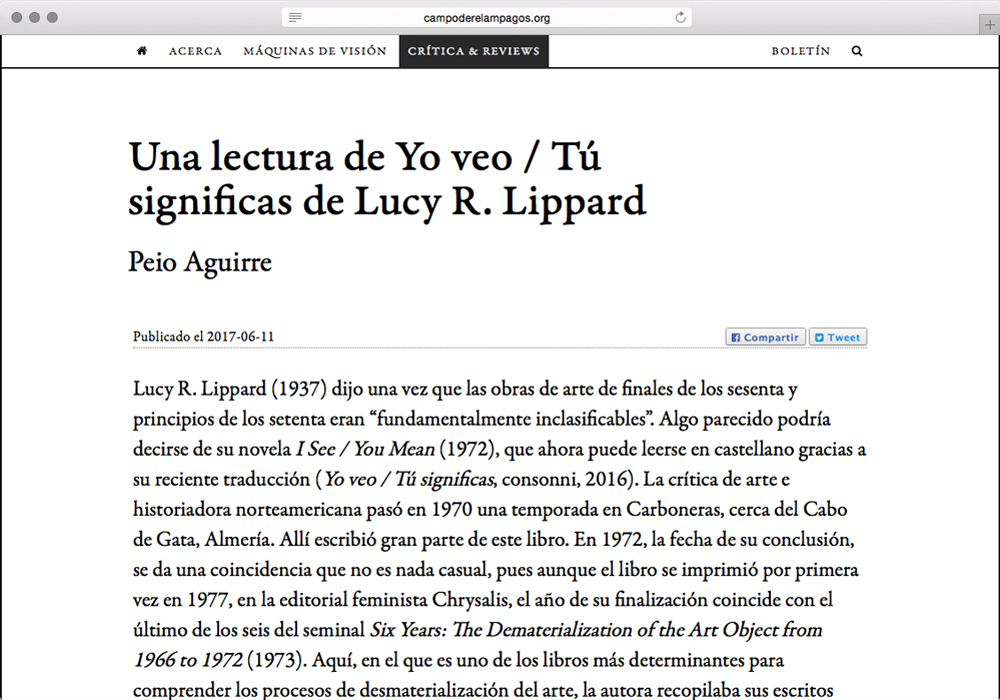 campoderelampagos.org
ACERCA
MÁQUINAS DE VISIÓN
CRÍTICA & REVIEWS
BOLETÍN
Una lectura de Yo veo / Tú
significas de Lucy R. Lippard
Peio Aguirre
Publicado el 2017-06-11
Compartir
Tweet
Lucy R. Lippard (1937) dijo una vez que las obras de arte de finales de los sesenta y
principios de los setenta eran “fundamentalmente inclasificables”. Algo parecido podría
decirse de su novela I See / You Mean (1972), que ahora puede leerse en castellano gracias a
su reciente traducción ( Yo veo / Tú significas, consonni, 2016). La crítica de arte e
historiadora norteamericana pasó en 1970 una temporada en Carboneras, cerca del Cabo
de Gata, Almería. Allí escribió gran parte de este libro. En 1972, la fecha de su conclusión,
se da una coincidencia que no es nada casual, pues aunque el libro se imprimió por primera
vez en 1977, en la editorial feminista Chrysalis, el año de su finalización coincide con el
último de los seis del seminal Six Years: The Dematerialization of the Art Object from
1966 to 1972 (1973). Aquí, en el que es uno de los libros más determinantes para
comprender los procesos de desmaterialización del arte, la autora recopilaba sus escritos